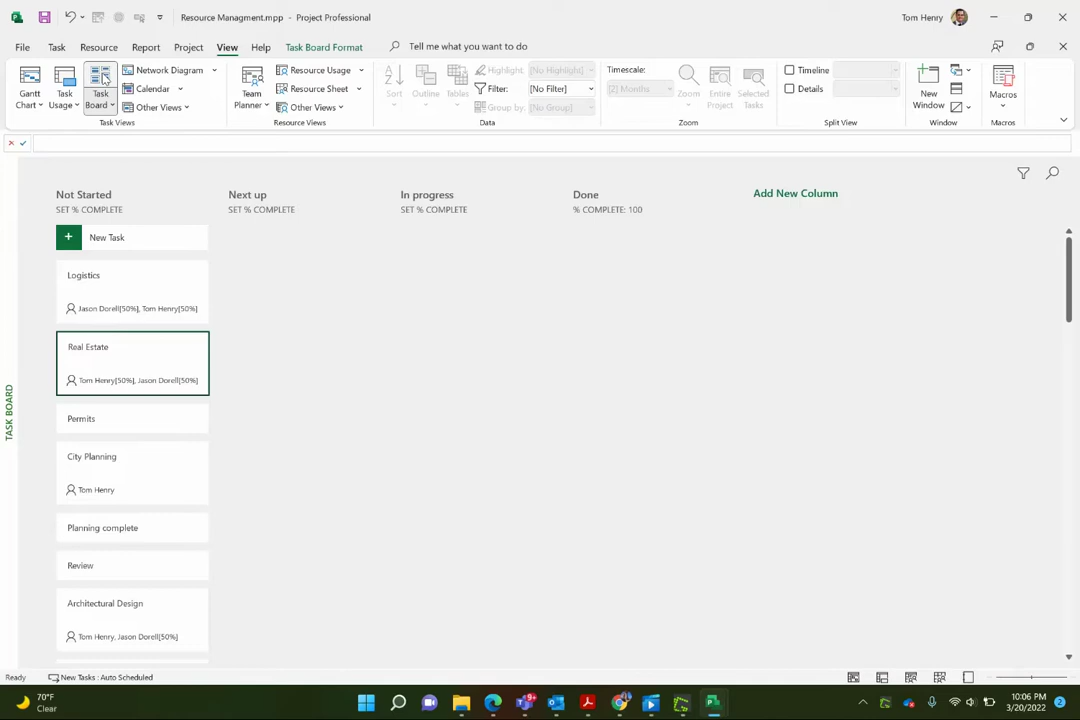 Resource Managment.mpp - Project Professional
Tom Henry
File Task Resource Report Project View Help Task Board Format Tell me what you want to do
Gantt Chart
Task Usage
Task Board
Network Diagram
Calendar
Other Views
Task Views
Team Planner
Resource Usage
Resource Sheet
Other Views
Resource Views
Sort
Outline
Tables
Highlight: [No Highlight]
Filter: [No Filter]
Group by: [No Group]
Data
Timescale:
[2] Months
Zoom
Entire Project
Selected Tasks
Zoom
Timeline
Details
Split View
New Window
Window
Macros
Macros
TASK BOARD
Not Started
SET % COMPLETE
Next up
SET % COMPLETE
In progress
SET % COMPLETE
Done
% COMPLETE: 100
Add New Column
+ New Task
Logistics
Jason Dorell[50%], Tom Henry[50%]
Real Estate
Tom Henry[50%], Jason Dorell[50%]
Permits
City Planning
Tom Henry
Planning complete
Review
Architectural Design
Tom Henry, Jason Dorell[50%]
Ready New Tasks : Auto Scheduled
70°F
Clear
9+
10:06 PM
3/20/2022
2